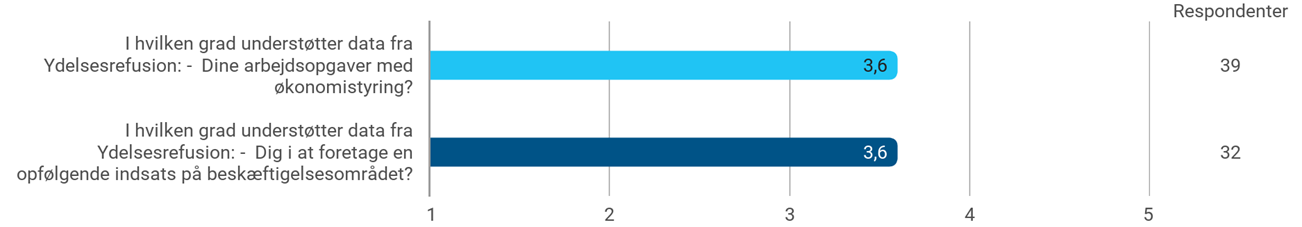 Respondenter
I hvilken grad understøtter data fra
Ydelsesrefusion: - Dine arbejdsopgaver med
økonomistyring?
3,6
39
I hvilken grad understøtter data fra
Ydelsesrefusion: - Dig i at foretage en
opfølgende indsats på beskæftigelsesområdet?
3,6
32
1 2 3 4 5